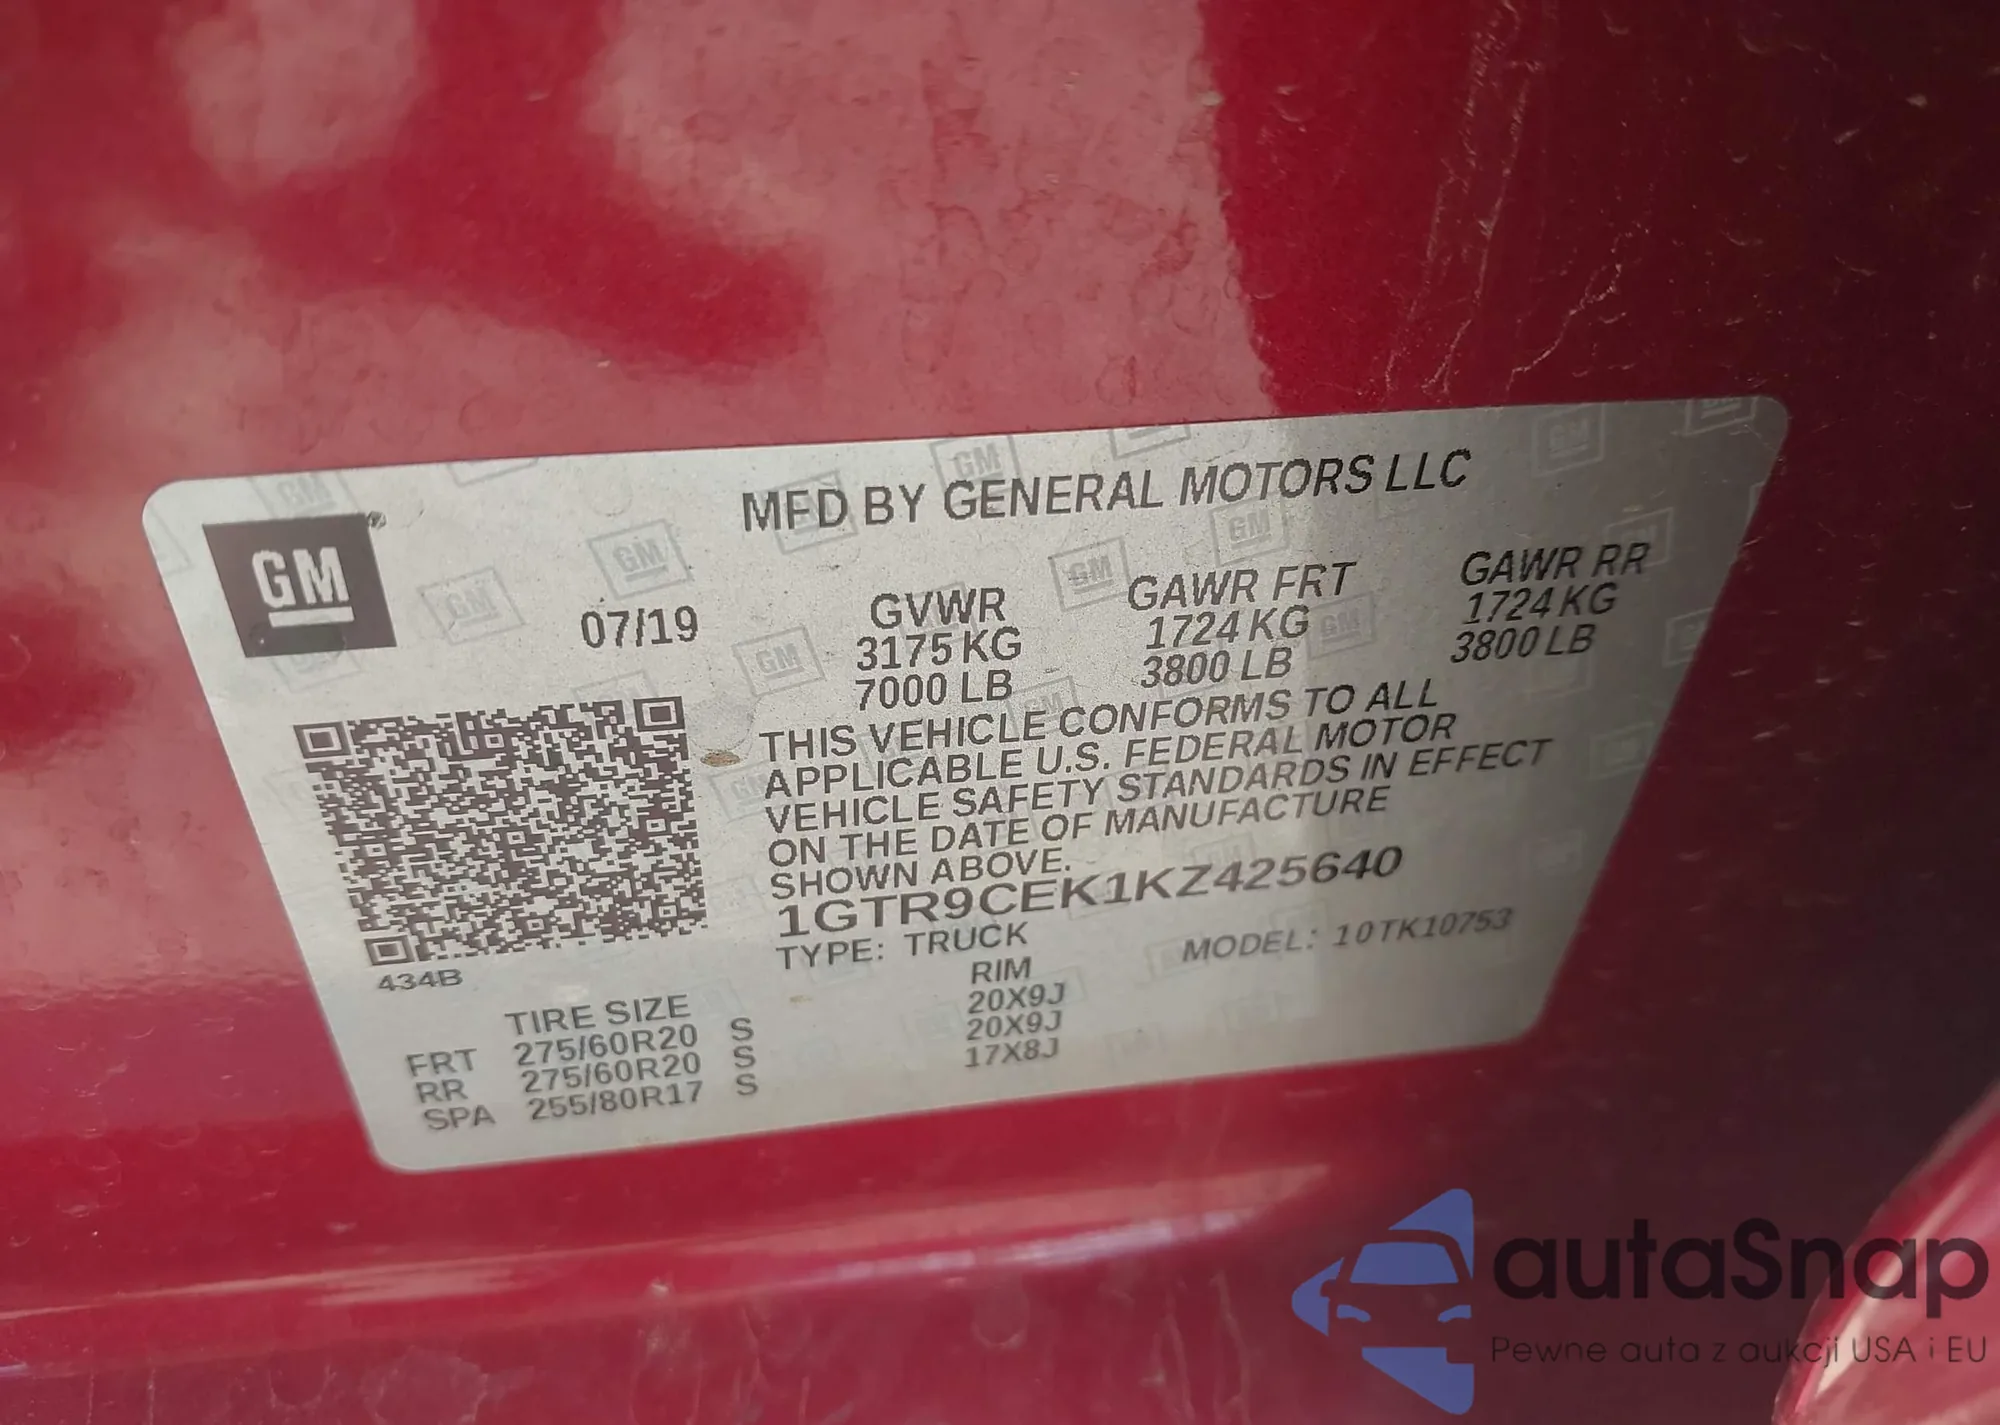 MFD BY GENERAL MOTORS LLC
GM®
07/19
GVWR GAWR FRT GAWR RR
3175 KG 1724 KG 1724 KG
7000 LB 3800 LB 3800 LB
THIS VEHICLE CONFORMS TO ALL
APPLICABLE U.S. FEDERAL MOTOR
VEHICLE SAFETY STANDARDS IN EFFECT
ON THE DATE OF MANUFACTURE
SHOWN ABOVE.
1GTR9CEK1KZ425640
TYPE: TRUCK MODEL: 10TK10753
434B
TIRE SIZE RIM
FRT 275/60R20 S 20X9J
RR 275/60R20 S 20X9J
SPA 255/80R17 S 17X8J
autaSnap
Pewne auta z aukcji USA i EU